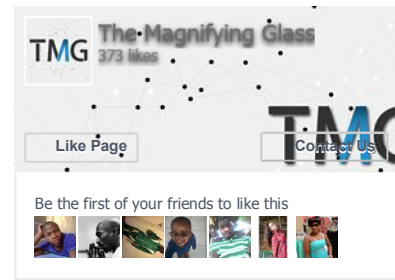 TMG
The Magnifying Glass
373 likes
TMG
Like Page
Contact Us
Be the first of your friends to like this